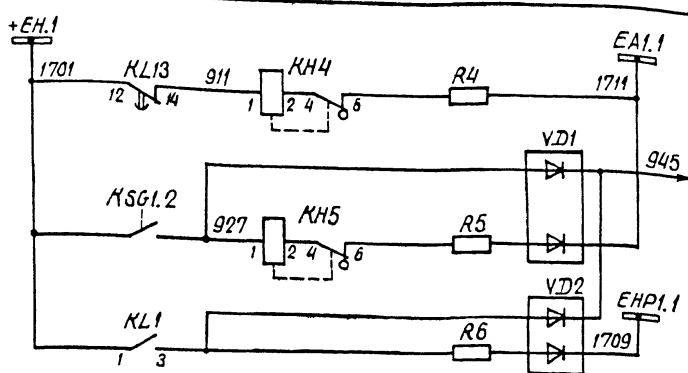 +EH.1
EA1.1
1701
KL13
911
KH4
R4
1711
12
14
1
2
4
6
VD1
945
KSG1.2
927
KH5
R5
1
2
4
6
VD2
EHP1.1
KL1
R6
1709
1
3